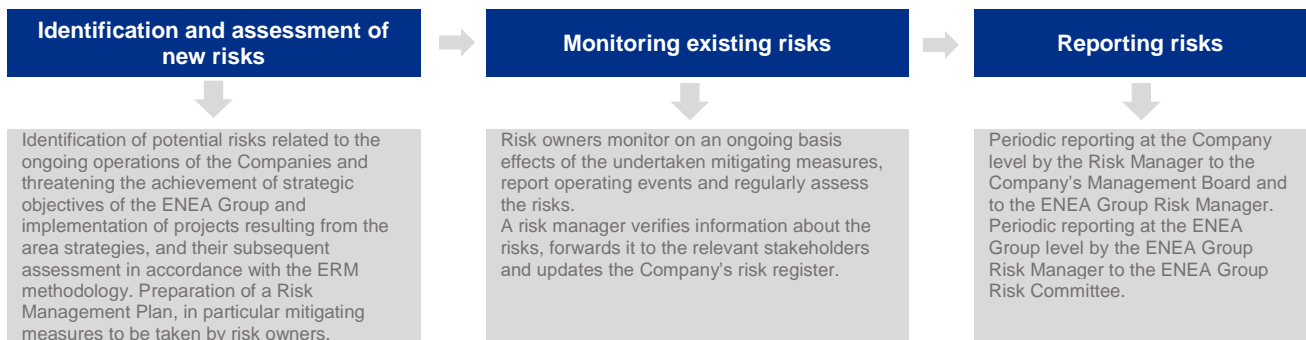 Identification and assessment of
new risks
Monitoring existing risks
Reporting risks
Identification of potential risks related to the
ongoing operations of the Companies and
threatening the achievement of strategic
objectives of the ENEA Group and
implementation of projects resulting from the
area strategies, and their subsequent
assessment in accordance with the ERM
methodology. Preparation of a Risk
Management Plan, in particular mitigating
measures to be taken by risk owners.
Risk owners monitor on an ongoing basis
effects of the undertaken mitigating measures,
report operating events and regularly assess
the risks.
A risk manager verifies information about the
risks, forwards it to the relevant stakeholders
and updates the Company's risk register.
Periodic reporting at the Company
level by the Risk Manager to the
Company's Management Board and
to the ENEA Group Risk Manager.
Periodic reporting at the ENEA
Group level by the ENEA Group
Risk Manager to the ENEA Group
Risk Committee.